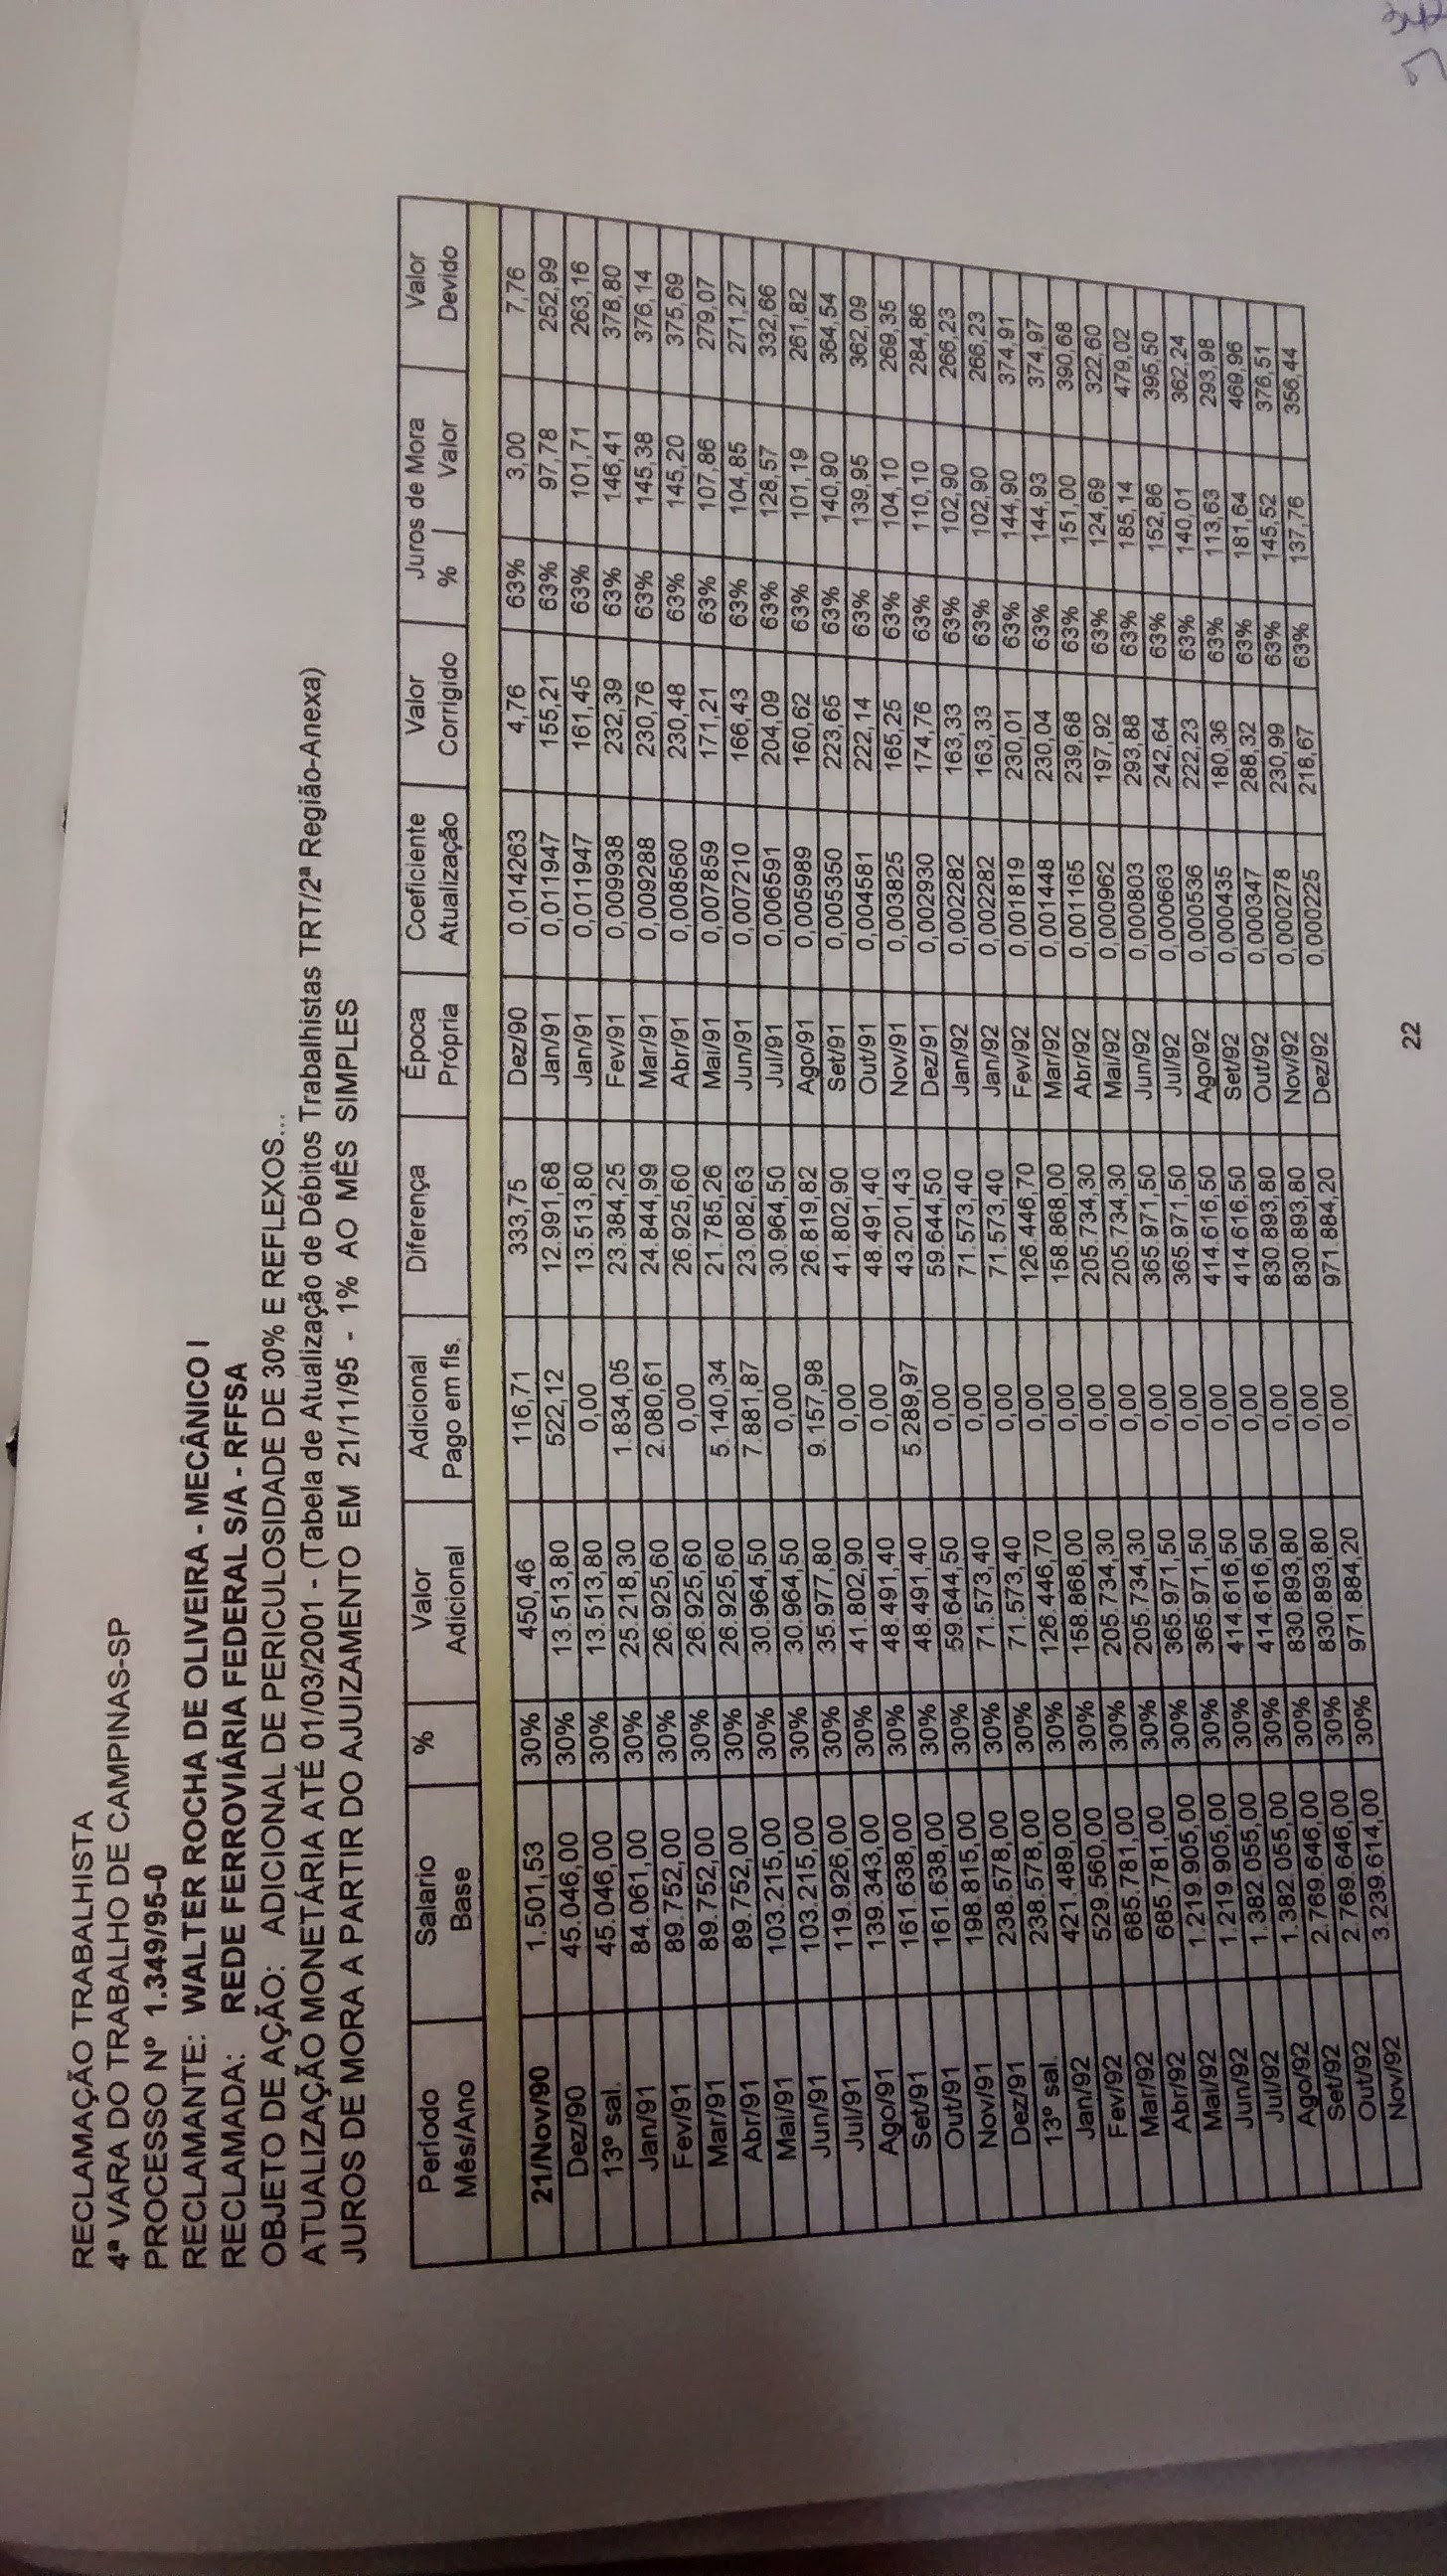 RECLAMAÇÃO TRABALHISTA
4ª VARA DO TRABALHO DE CAMPINAS-SP
PROCESSO Nº 1.349/95-0
RECLAMANTE: WALTER ROCHA DE OLIVEIRA - MECÂNICO I
RECLAMADA: REDE FERROVIÁRIA FEDERAL S/A - RFFSA
OBJETO DE AÇÃO: ADICIONAL DE PERICULOSIDADE DE 30% E REFLEXOS...
ATUALIZAÇÃO MONETÁRIA ATÉ 01/03/2001 - (Tabela de Atualização de Débitos Trabalhistas TRT/2ª Região-Anexa)
JUROS DE MORA A PARTIR DO AJUIZAMENTO EM 21/11/95 - 1% AO MÊS SIMPLES
Período Salario % Valor Adicional Diferença Época Coeficiente Valor Juros de Mora Valor
Mês/Ano Base Adicional Pago em fls. Própria Atualização Corrigido % Valor Devido
21/Nov/90 1.501,53 30% 450,46 116,71 333,75 Dez/90 0,014263 4,76 63% 3,00 7,76
Dez/90 45.046,00 30% 13.513,80 522,12 12.991,68 Jan/91 0,011947 155,21 63% 97,78 252,99
13º sal. 45.046,00 30% 13.513,80 0,00 13.513,80 Jan/91 0,011947 161,45 63% 101,71 263,16
Jan/91 84.061,00 30% 25.218,30 1.834,05 23.384,25 Fev/91 0,009938 232,39 63% 146,41 378,80
Fev/91 89.752,00 30% 26.925,60 2.080,61 24.844,99 Mar/91 0,009288 230,76 63% 145,38 376,14
Mar/91 89.752,00 30% 26.925,60 0,00 26.925,60 Abr/91 0,008560 230,48 63% 145,20 375,69
Abr/91 89.752,00 30% 26.925,60 5.140,34 21.785,26 Mai/91 0,007859 171,21 63% 107,86 279,07
Mai/91 103.215,00 30% 30.964,50 7.881,87 23.082,63 Jun/91 0,007210 166,43 63% 104,85 271,27
Jun/91 103.215,00 30% 30.964,50 0,00 30.964,50 Jul/91 0,006591 204,09 63% 128,57 332,66
Jul/91 119.926,00 30% 35.977,80 9.157,98 26.819,82 Ago/91 0,005989 160,62 63% 101,19 261,82
Ago/91 139.343,00 30% 41.802,90 0,00 41.802,90 Set/91 0,005350 223,65 63% 140,90 364,54
Set/91 161.638,00 30% 48.491,40 0,00 48.491,40 Out/91 0,004581 222,14 63% 139,95 362,09
Out/91 161.638,00 30% 48.491,40 5.289,97 43.201,43 Nov/91 0,003825 165,25 63% 104,10 269,35
Nov/91 198.815,00 30% 59.644,50 0,00 59.644,50 Dez/91 0,002930 174,76 63% 110,10 284,86
Dez/91 238.578,00 30% 71.573,40 0,00 71.573,40 Jan/92 0,002282 163,33 63% 102,90 266,23
13º sal. 238.578,00 30% 71.573,40 0,00 71.573,40 Jan/92 0,002282 163,33 63% 102,90 266,23
Jan/92 421.489,00 30% 126.446,70 0,00 126.446,70 Fev/92 0,001819 230,01 63% 144,90 374,91
Fev/92 529.560,00 30% 158.868,00 0,00 158.868,00 Mar/92 0,001448 230,04 63% 144,93 374,97
Mar/92 685.781,00 30% 205.734,30 0,00 205.734,30 Abr/92 0,001165 239,68 63% 151,00 390,68
Abr/92 685.781,00 30% 205.734,30 0,00 205.734,30 Mai/92 0,000962 197,92 63% 124,69 322,60
Mai/92 1.219.905,00 30% 365.971,50 0,00 365.971,50 Jun/92 0,000803 293,88 63% 185,14 479,02
Jun/92 1.219.905,00 30% 365.971,50 0,00 365.971,50 Jul/92 0,000663 242,64 63% 152,86 395,50
Jul/92 1.382.055,00 30% 414.616,50 0,00 414.616,50 Ago/92 0,000536 222,23 63% 140,01 362,24
Ago/92 1.382.055,00 30% 414.616,50 0,00 414.616,50 Set/92 0,000435 180,36 63% 113,63 293,98
Set/92 2.769.646,00 30% 830.893,80 0,00 830.893,80 Out/92 0,000347 288,32 63% 181,64 469,96
Out/92 2.769.646,00 30% 830.893,80 0,00 830.893,80 Nov/92 0,000278 230,99 63% 145,52 376,51
Nov/92 3.239.614,00 30% 971.884,20 0,00 971.884,20 Dez/92 0,000225 218,67 63% 137,76 356,44
22